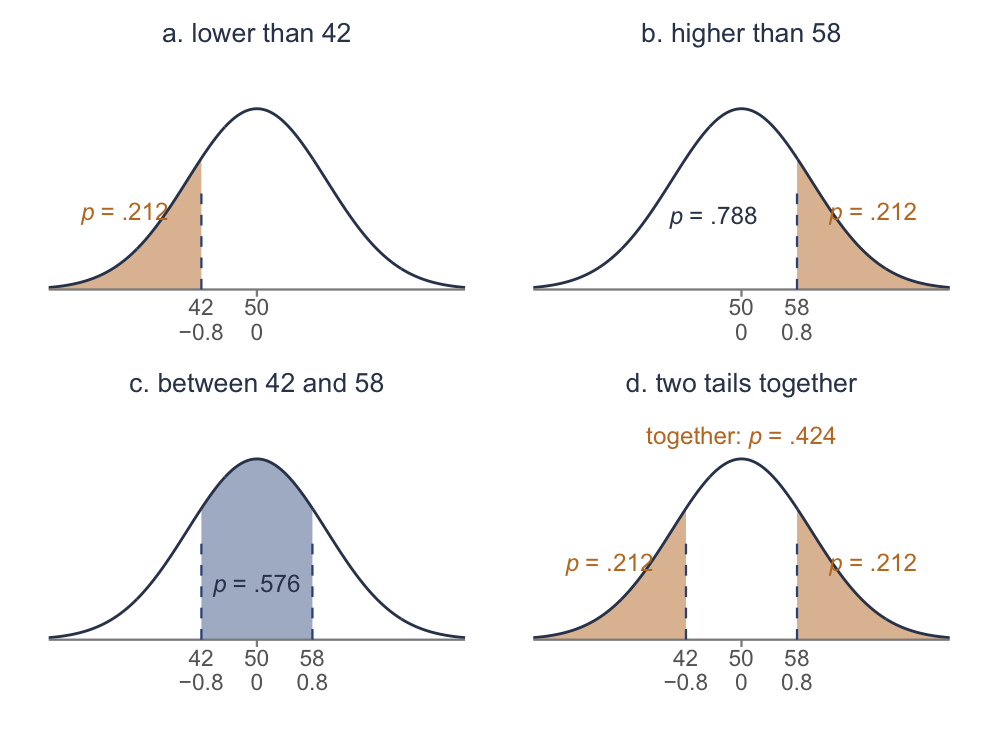 a. lower than 42
p = .212
42 50
−0.8 0
b. higher than 58
p = .788 p = .212
50 58
0 0.8
c. between 42 and 58
p = .576
42 50 58
−0.8 0 0.8
d. two tails together
together: p = .424
p = .212 p = .212
42 50 58
−0.8 0 0.8